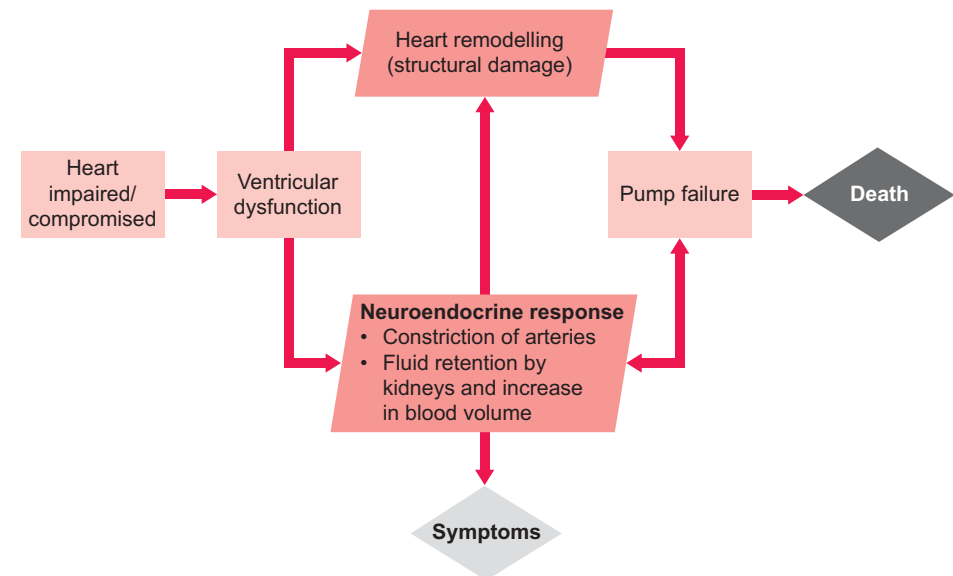 Heart remodelling
(structural damage)
Heart
impaired/
compromised
Ventricular
dysfunction
Pump failure
Death
Neuroendocrine response
• Constriction of arteries
• Fluid retention by
kidneys and increase
in blood volume
Symptoms